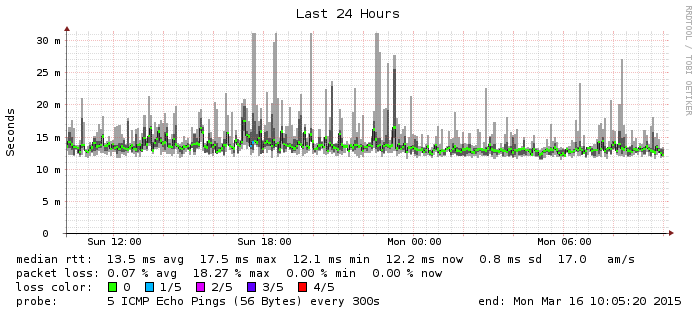 Last 24 Hours
RRDTOOL / TOBI OETIKER
Seconds
30 m
25 m
20 m
15 m
10 m
5 m
0
Sun 12:00 Sun 18:00 Mon 00:00 Mon 06:00
median rtt: 13.5 ms avg 17.5 ms max 12.1 ms min 12.2 ms now 0.8 ms sd 17.0 am/s
packet loss: 0.07 % avg 18.27 % max 0.00 % min 0.00 % now
loss color: 0 1/5 2/5 3/5 4/5
probe: 5 ICMP Echo Pings (56 Bytes) every 300s end: Mon Mar 16 10:05:20 2015